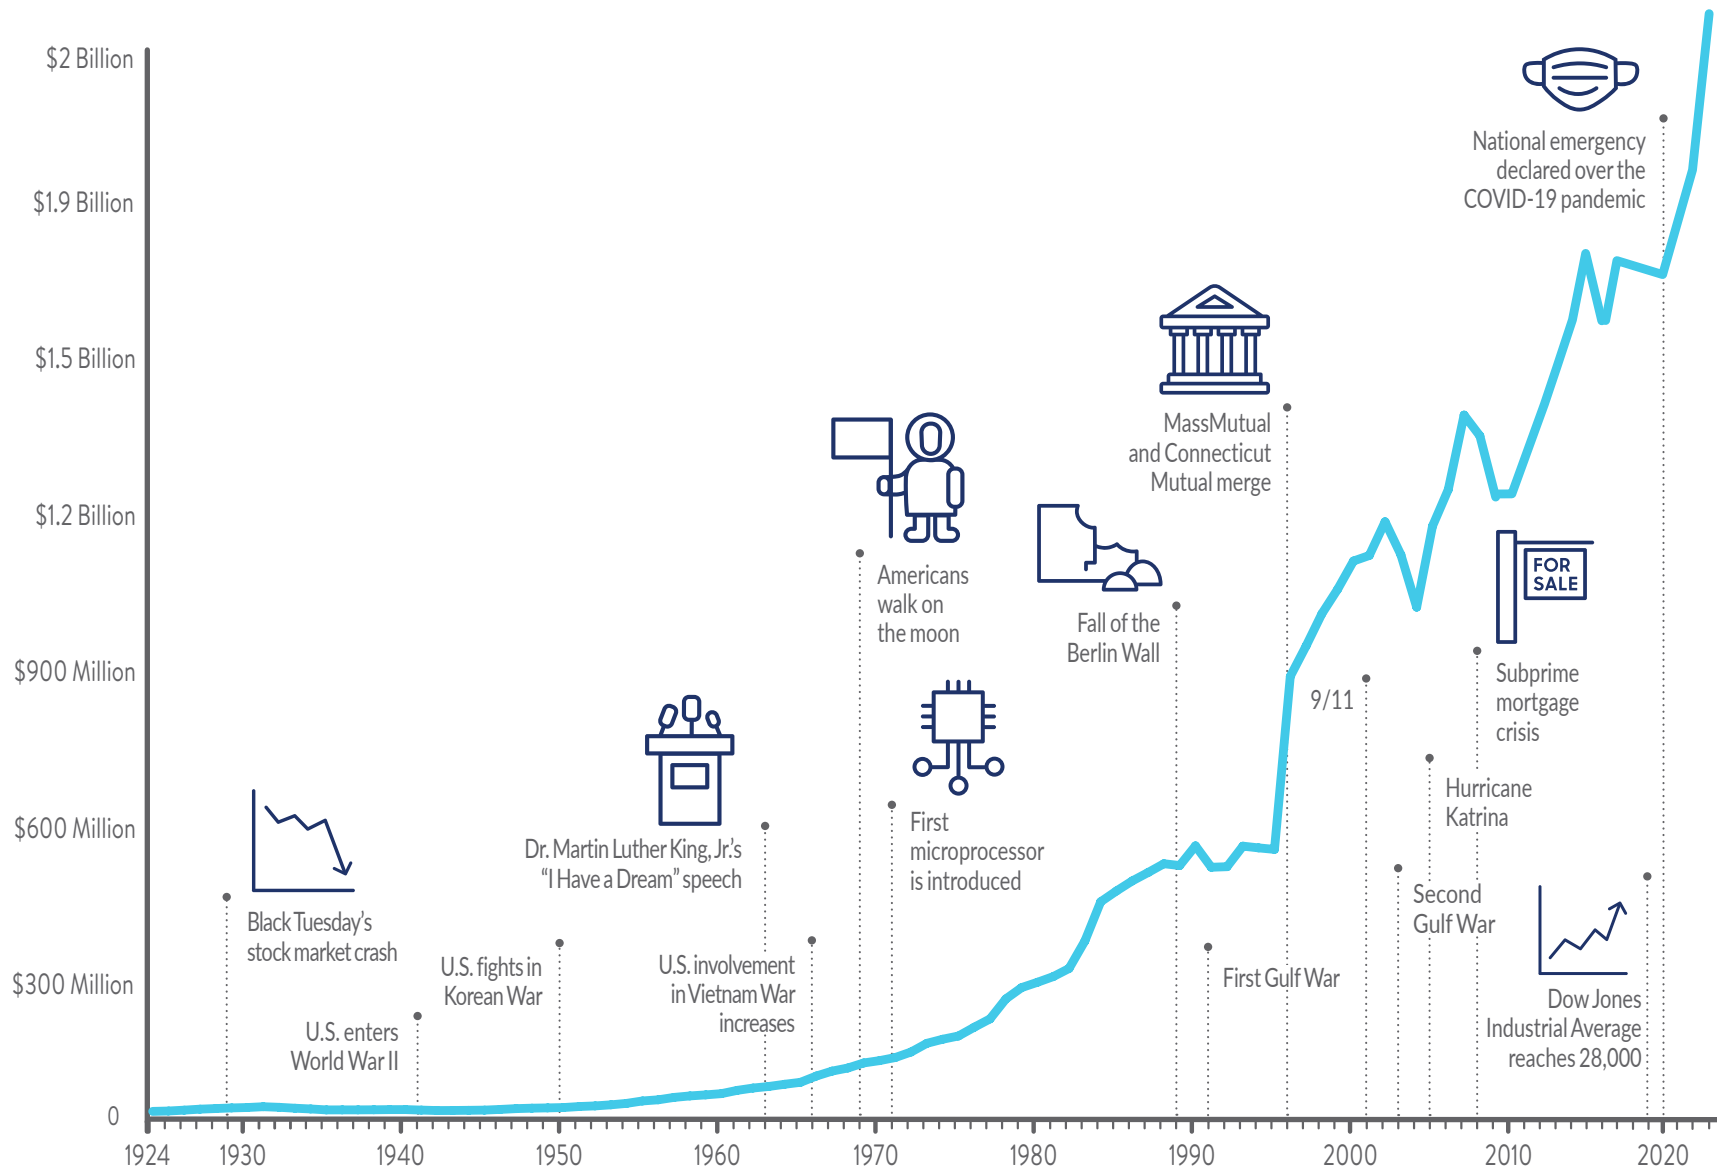 $2 Billion
$1.9 Billion
$1.5 Billion
$1.2 Billion
$900 Million
$600 Million
$300 Million
0
Black Tuesday's
stock market crash
U.S. enters
World War II
U.S. fights in
Korean War
Dr. Martin Luther King, Jr.'s
“I Have a Dream” speech
U.S. involvement
in Vietnam War
increases
Americans
walk on
the moon
First
microprocessor
is introduced
Fall of the
Berlin Wall
First Gulf War
MassMutual
and Connecticut
Mutual merge
9/11
Second
Gulf War
Hurricane
Katrina
FOR
SALE
Subprime
mortgage
crisis
Dow Jones
Industrial Average
reaches 28,000
National emergency
declared over the
COVID-19 pandemic
1924 1930 1940 1950 1960 1970 1980 1990 2000 2010 2020